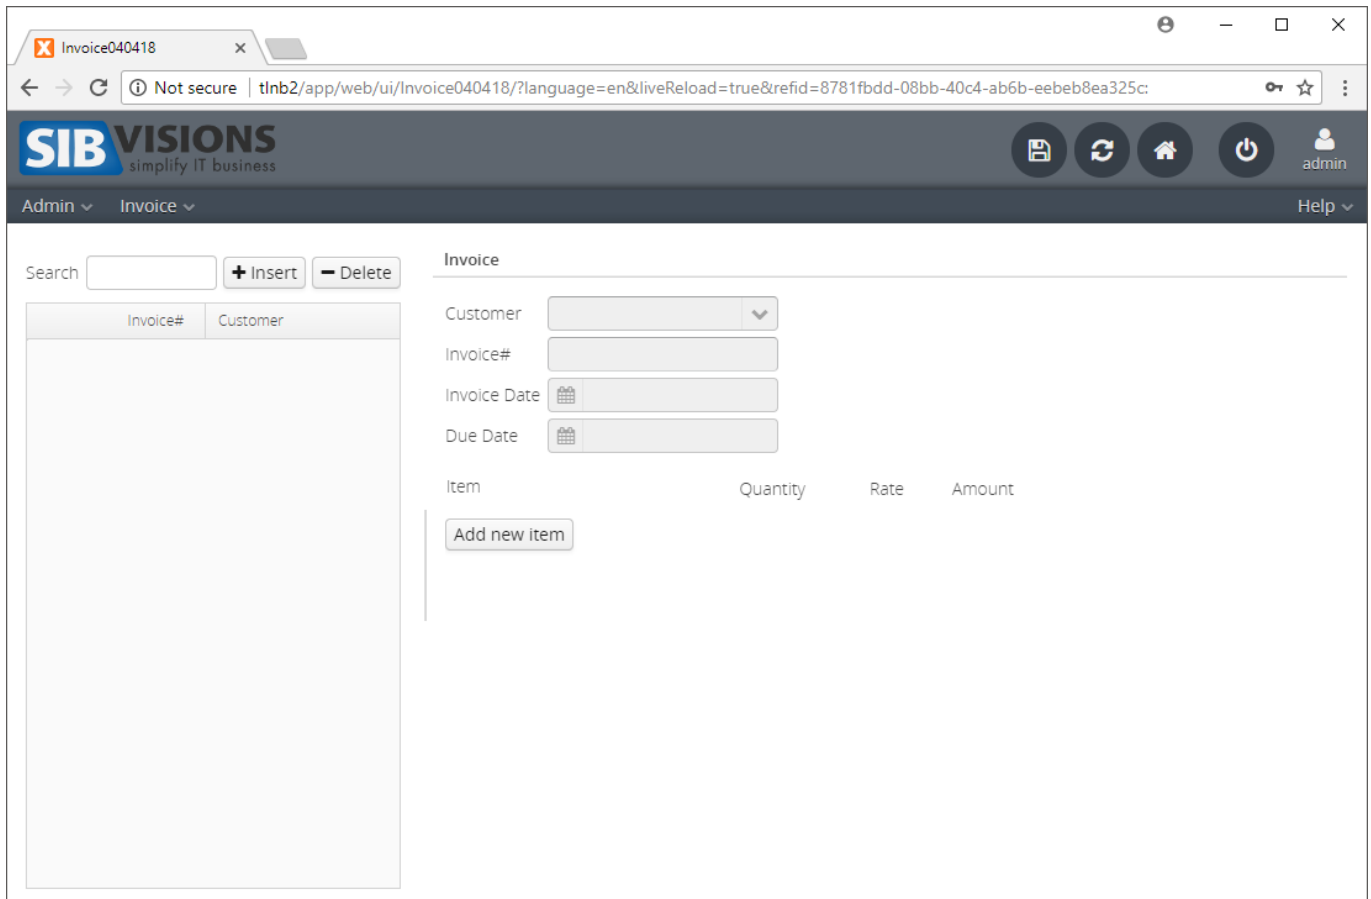 Invoice040418
Not secure | tlnb2/app/web/ui/Invoice040418/?language=en&liveReload=true&refid=8781fbdd-08bb-40c4-ab6b-eebeb8ea325c:
SIB VISIONS
simplify IT business
admin
Admin Invoice Help
Search Insert Delete
Invoice# Customer
Invoice
Customer
Invoice#
Invoice Date
Due Date
Item Quantity Rate Amount
Add new item